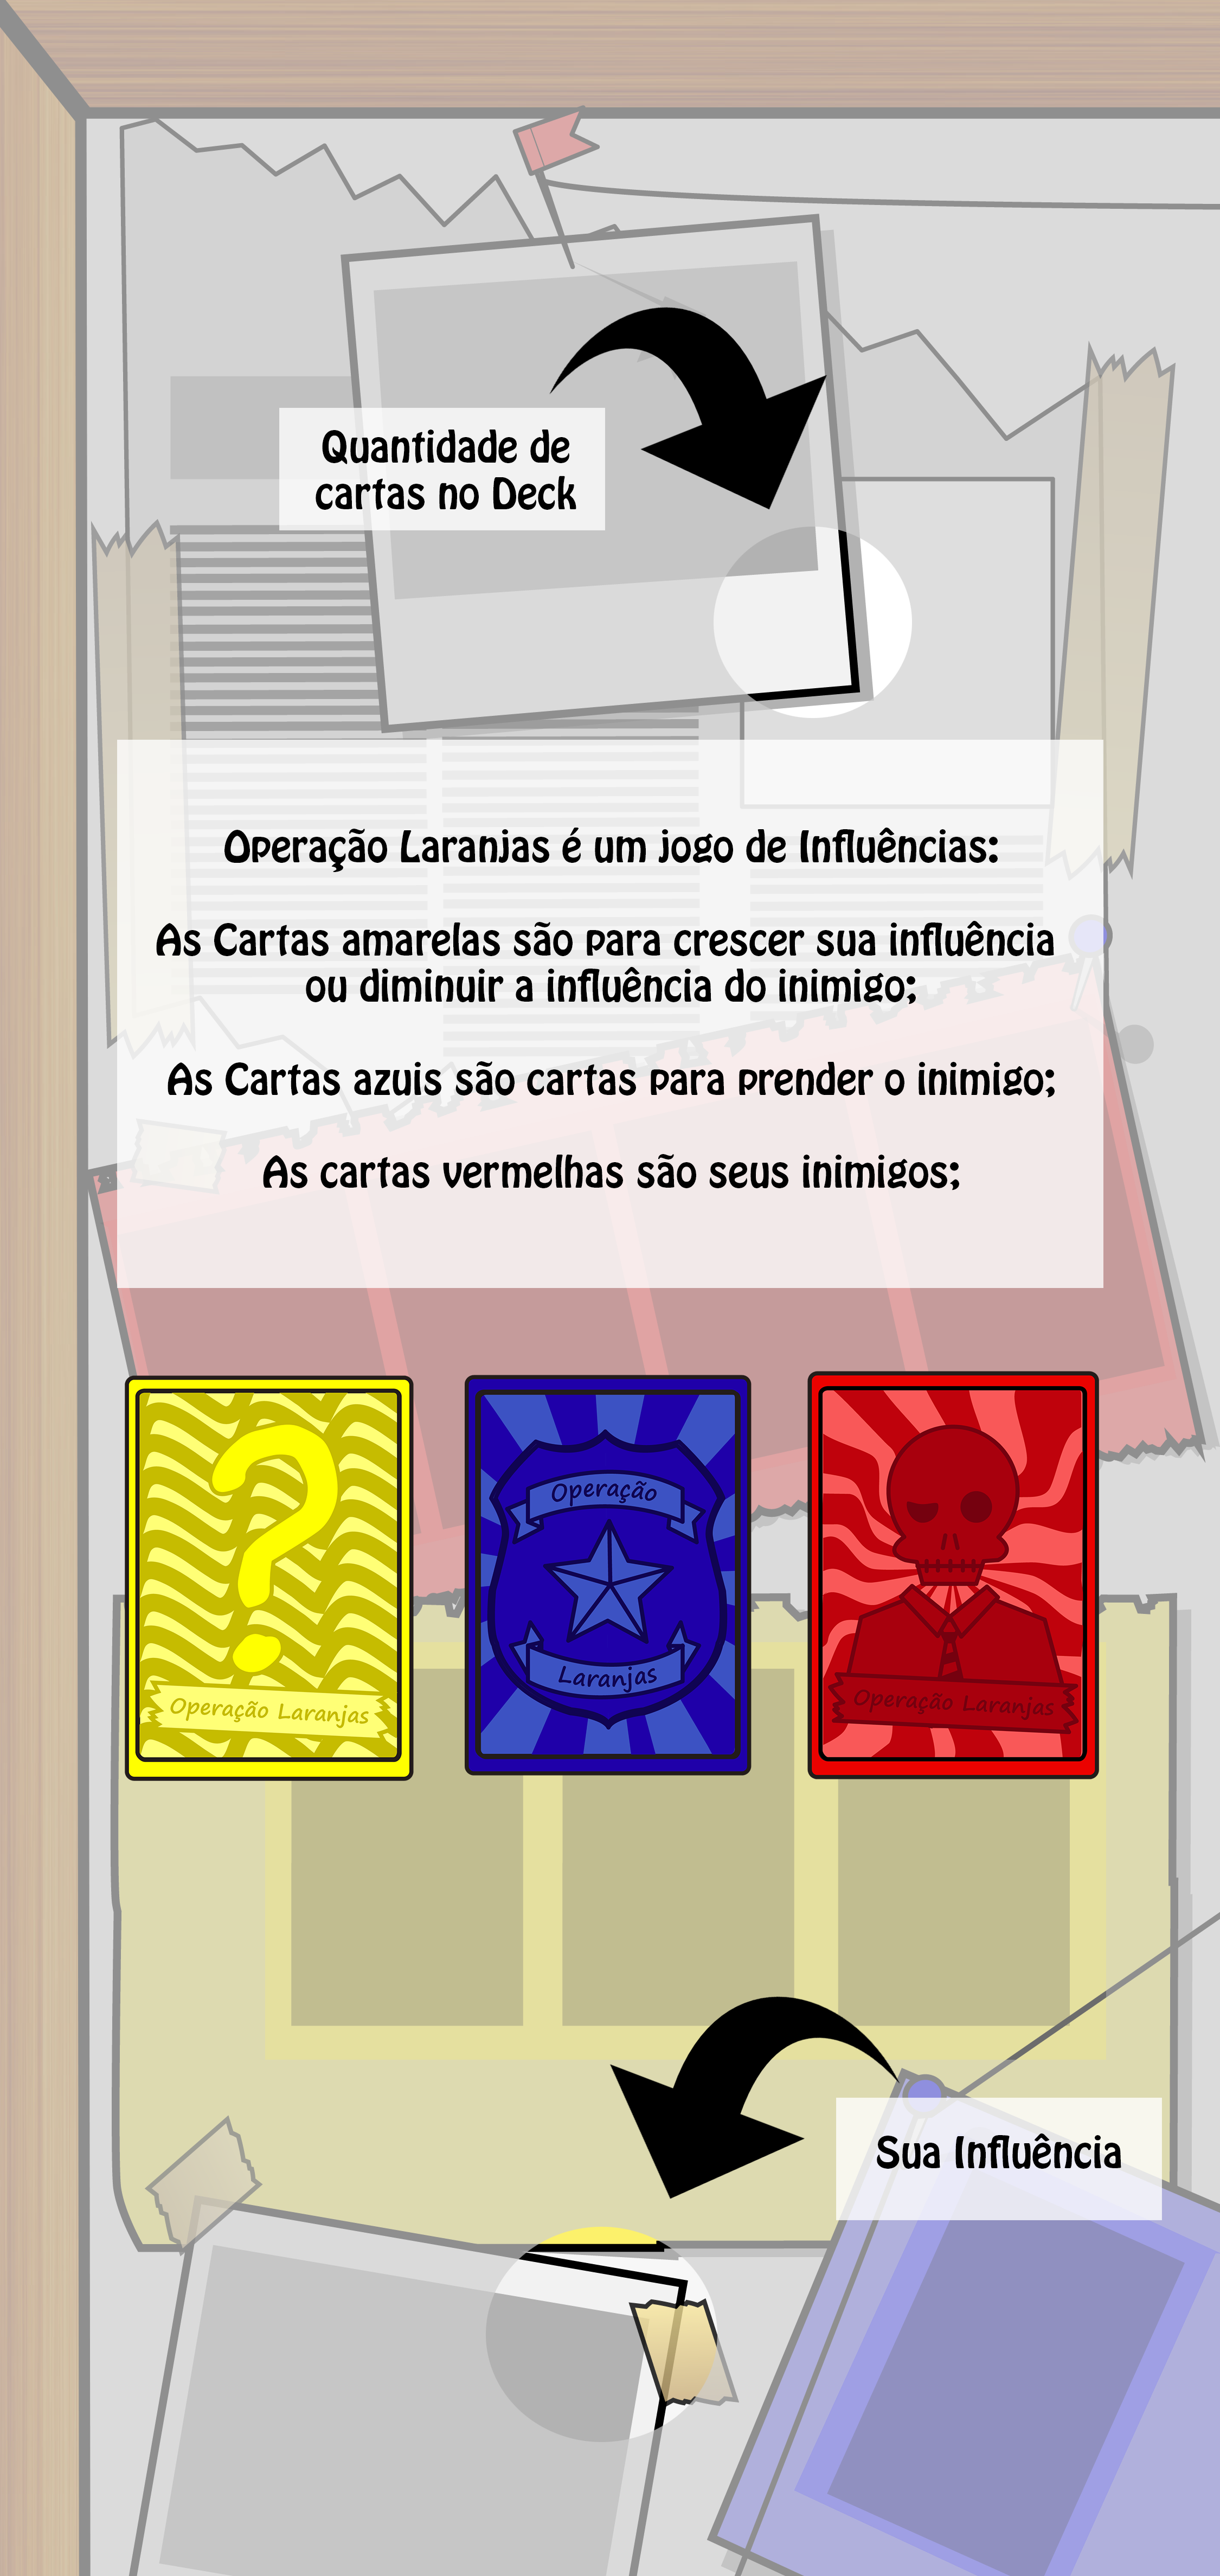 Quantidade de
cartas no Deck
Operação Laranjas é um jogo de Influências:
As Cartas amarelas são para crescer sua influência
ou diminuir a influência do inimigo;
As Cartas azuis são cartas para prender o inimigo;
As cartas vermelhas são seus inimigos;
Operação Laranjas
Operação
Laranjas
Operação Laranjas
Sua Influência